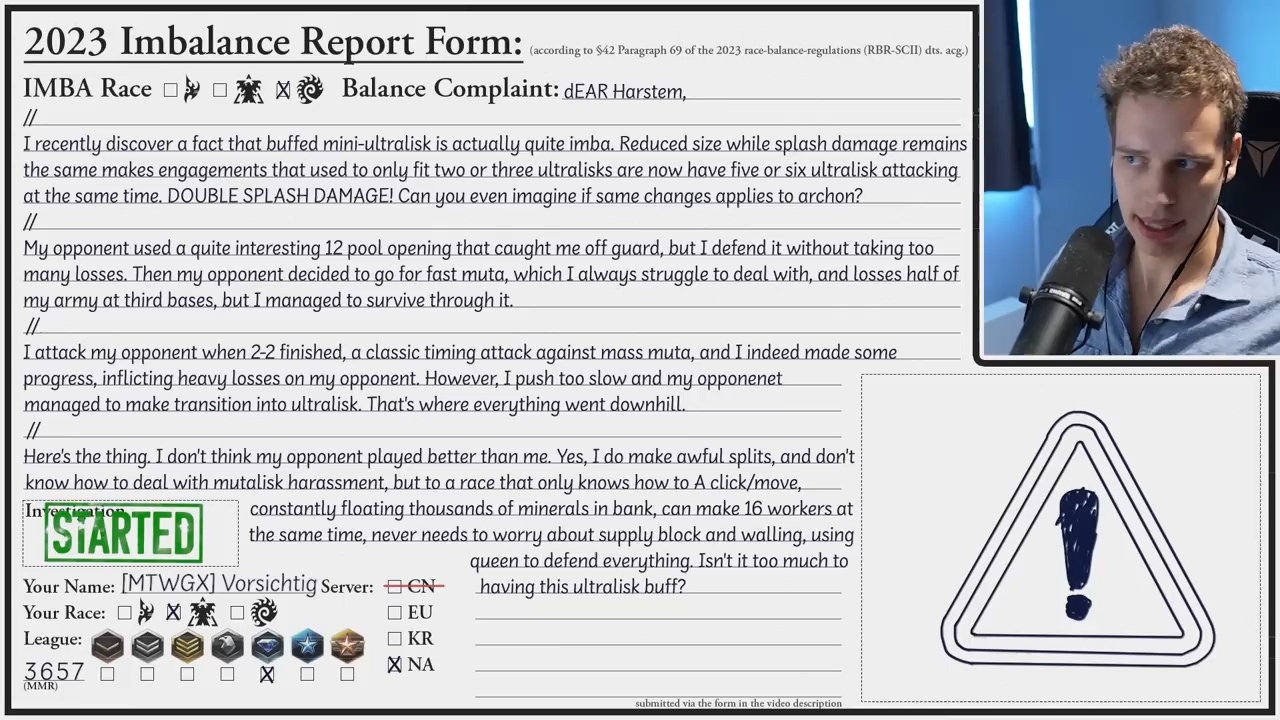 2023 Imbalance Report Form: (according to §42 Paragraph 69 of the 2023 race-balance-regulations (RBR-SCII) dts. acg.)
IMBA Race Balance Complaint: dEAR Harstem,
//
I recently discover a fact that buffed mini-ultralisk is actually quite imba. Reduced size while splash damage remains
the same makes engagements that used to only fit two or three ultralisks are now have five or six ultralisk attacking
at the same time. DOUBLE SPLASH DAMAGE! Can you even imagine if same changes applies to archon?
//
My opponent used a quite interesting 12 pool opening that caught me off guard, but I defend it without taking too
many losses. Then my opponent decided to go for fast muta, which I always struggle to deal with, and losses half of
my army at third bases, but I managed to survive through it.
//
I attack my opponent when 2-2 finished, a classic timing attack against mass muta, and I indeed made some
progress, inflicting heavy losses on my opponent. However, I push too slow and my opponenet
managed to make transition into ultralisk. That's where everything went downhill.
//
Here's the thing. I don't think my opponent played better than me. Yes, I do make awful splits, and don't
know how to deal with mutalisk harassment, but to a race that only knows how to A click/move,
constantly floating thousands of minerals in bank, can make 16 workers at
the same time, never needs to worry about supply block and walling, using
queen to defend everything. Isn't it too much to
having this ultralisk buff?
Investigation
STARTED
Your Name: [MTWGX] Vorsichtig Server: CN
Your Race: EU
League: KR
3657 NA
(MMR)
submitted via the form in the video description